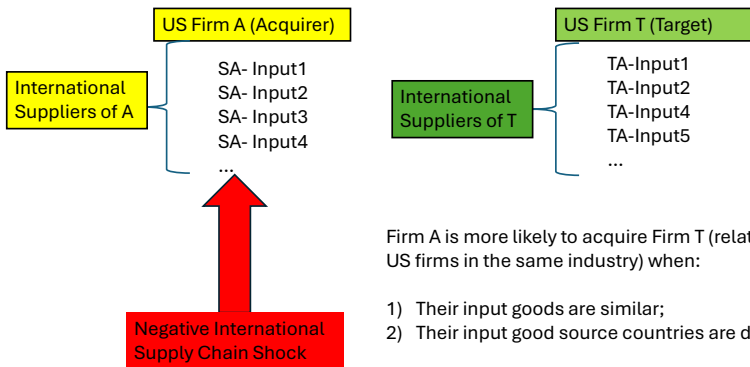 US Firm A (Acquirer)
International
Suppliers of A
SA- Input1
SA- Input2
SA- Input3
SA- Input4
...
Negative International
Supply Chain Shock
US Firm T (Target)
International
Suppliers of T
TA-Input1
TA-Input2
TA-Input4
TA-Input5
...
Firm A is more likely to acquire Firm T
US firms in the same industry) when:
1) Their input goods are similar;
2) Their input good source countries are